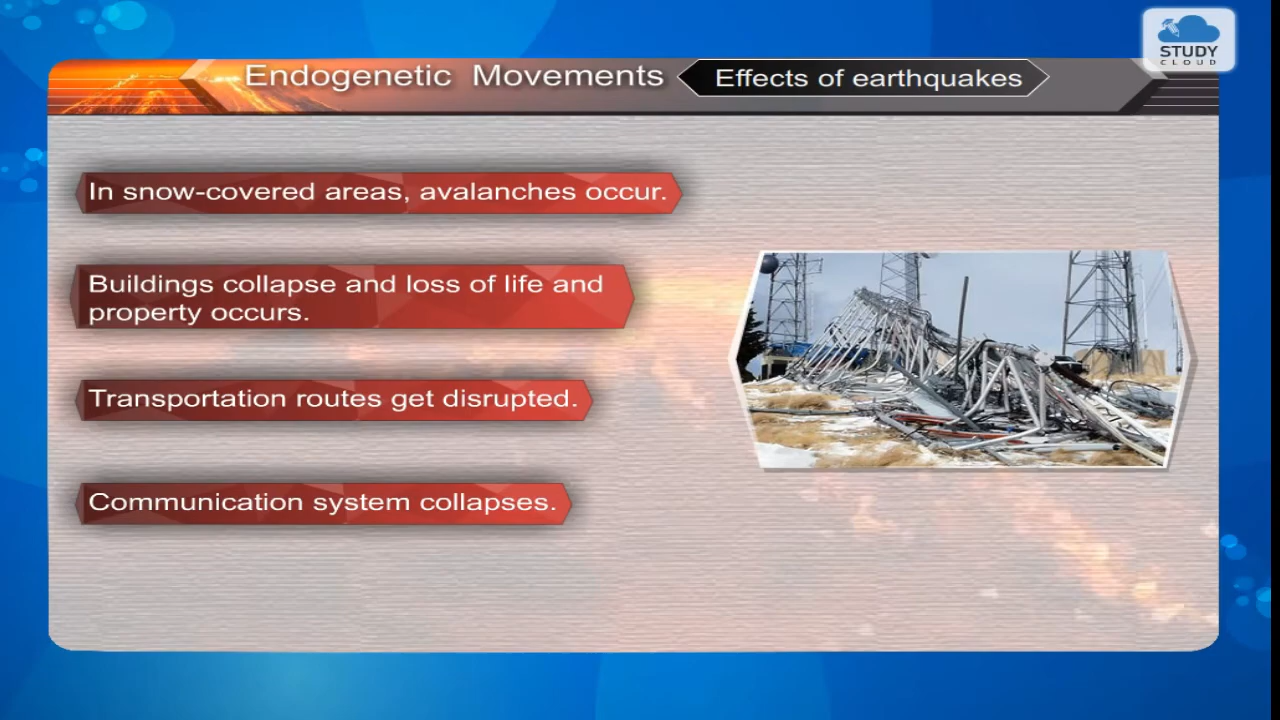 STUDY
CLOUD
Endogenetic Movements
Effects of earthquakes
In snow-covered areas, avalanches occur.
Buildings collapse and loss of life and
property occurs.
Transportation routes get disrupted.
Communication system collapses.